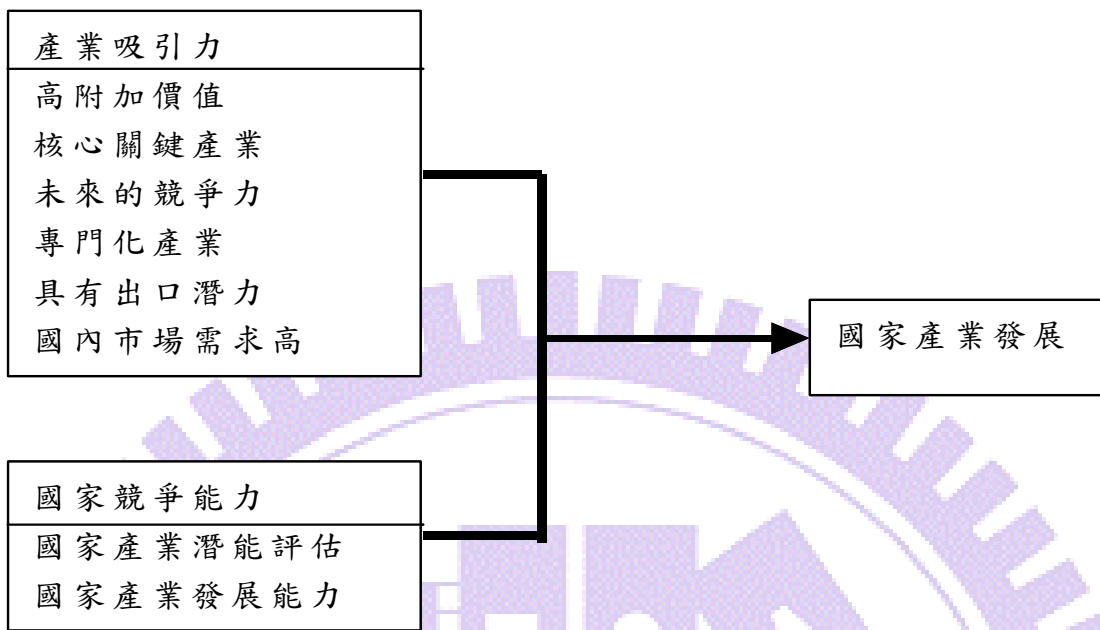 產業吸引力
高附加價值
核心關鍵產業
未來的競爭力
專門化產業
具有出口潛力
國內市場需求高
國家產業發展
國家競爭能力
國家產業潛能評估
國家產業發展能力